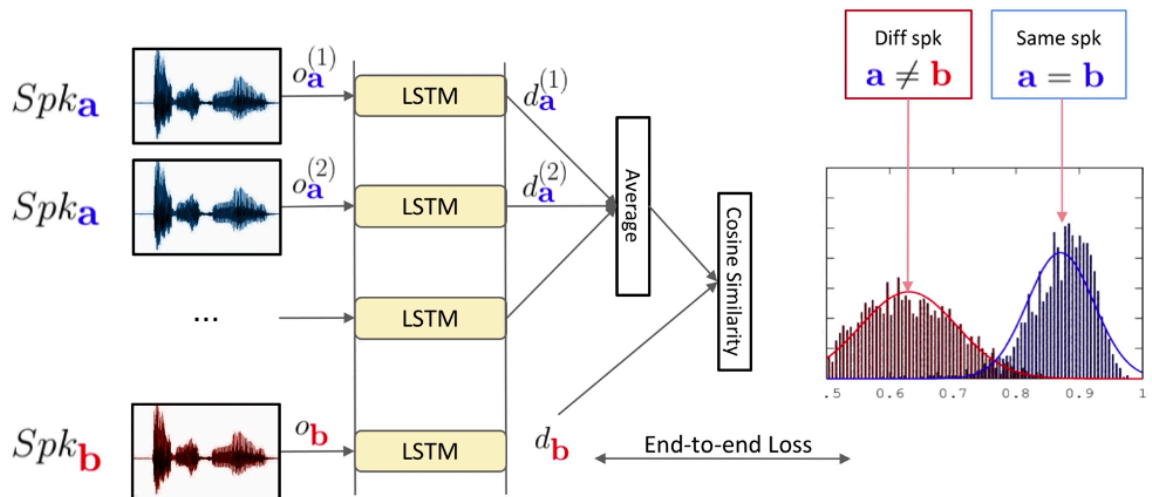 Diff spk
a ≠ b
Same spk
a = b
Spk_a
o_a^(1)
LSTM
d_a^(1)
Spk_a
o_a^(2)
LSTM
d_a^(2)
Average
Cosine Similarity
...
LSTM
Spk_b
o_b
LSTM
d_b
End-to-end Loss
.5 0.6 0.7 0.8 0.9 1